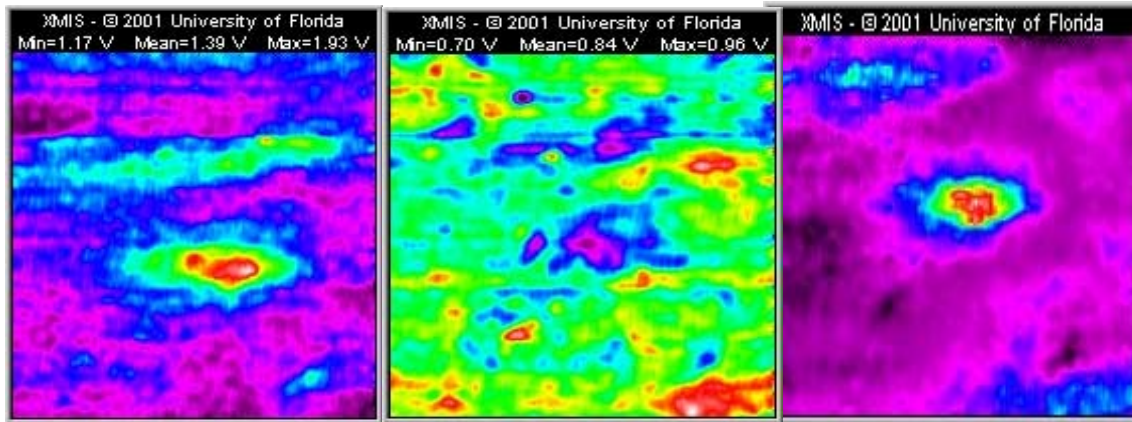 XMIS - © 2001 University of Florida
Min=1.17 V Mean=1.39 V Max=1.93 V
XMIS - © 2001 University of Florida
Min=0.70 V Mean=0.84 V Max=0.96 V
XMIS - © 2001 University of Florida